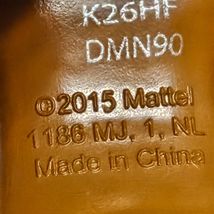 K26HF
DMN90
©2015 Mattel
1186 MJ, 1, NL
Made in China